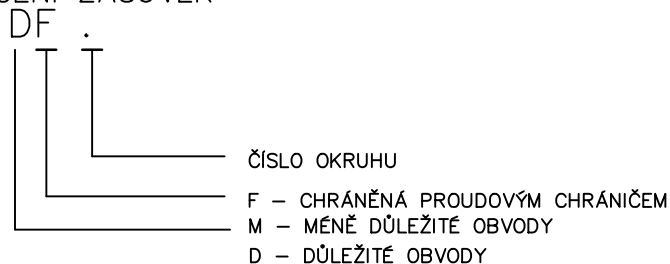 DF .
ČÍSLO OKRUHU
F – CHRÁNĚNÁ PROUDOVÝM CHRÁNIČEM
M – MÉNĚ DŮLEŽITÉ OBVODY
D – DŮLEŽITÉ OBVODY